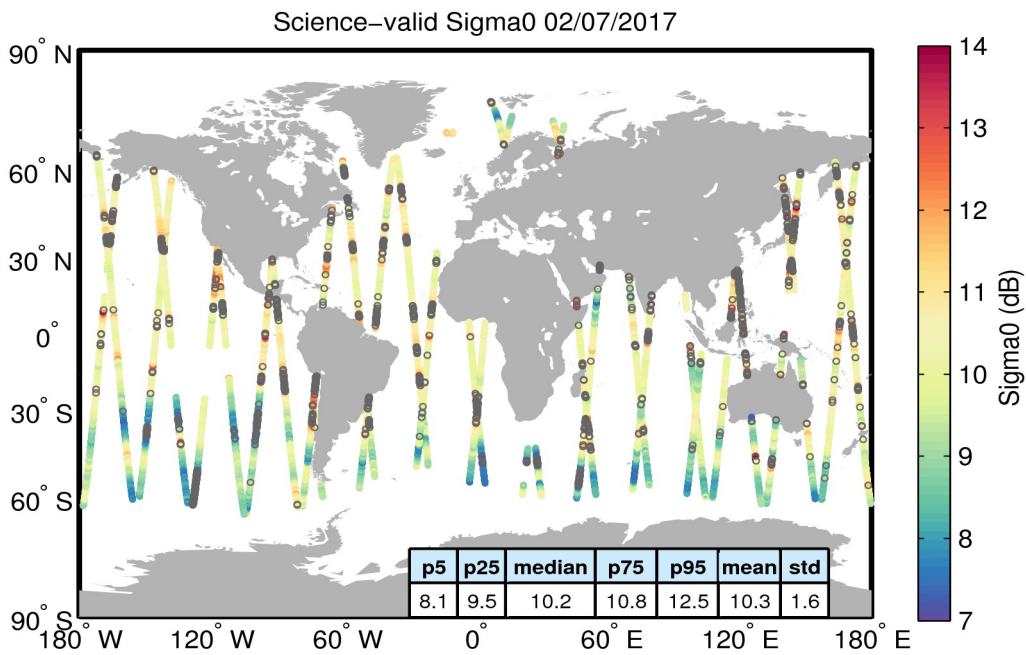 Science−valid Sigma0 02/07/2017
90° N
60° N
30° N
0°
30° S
60° S
90° S
180° W
120° W
60° W
0°
60° E
120° E
180° E
p5 p25 median p75 p95 mean std
8.1 9.5 10.2 10.8 12.5 10.3 1.6
14
13
12
11
10
9
8
7
Sigma0 (dB)